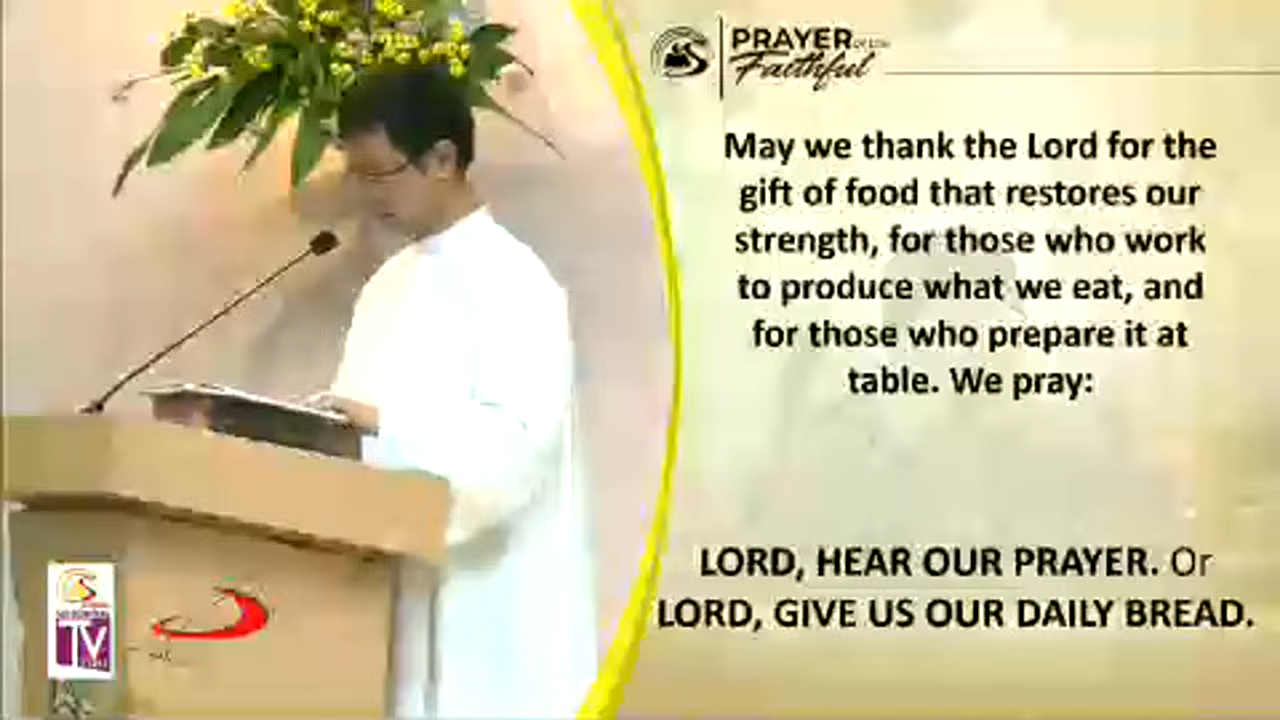 PRAYER OF THE
Faithful
May we thank the Lord for the
gift of food that restores our
strength, for those who work
to produce what we eat, and
for those who prepare it at
table. We pray:
LORD, HEAR OUR PRAYER. Or
LORD, GIVE US OUR DAILY BREAD.
TV